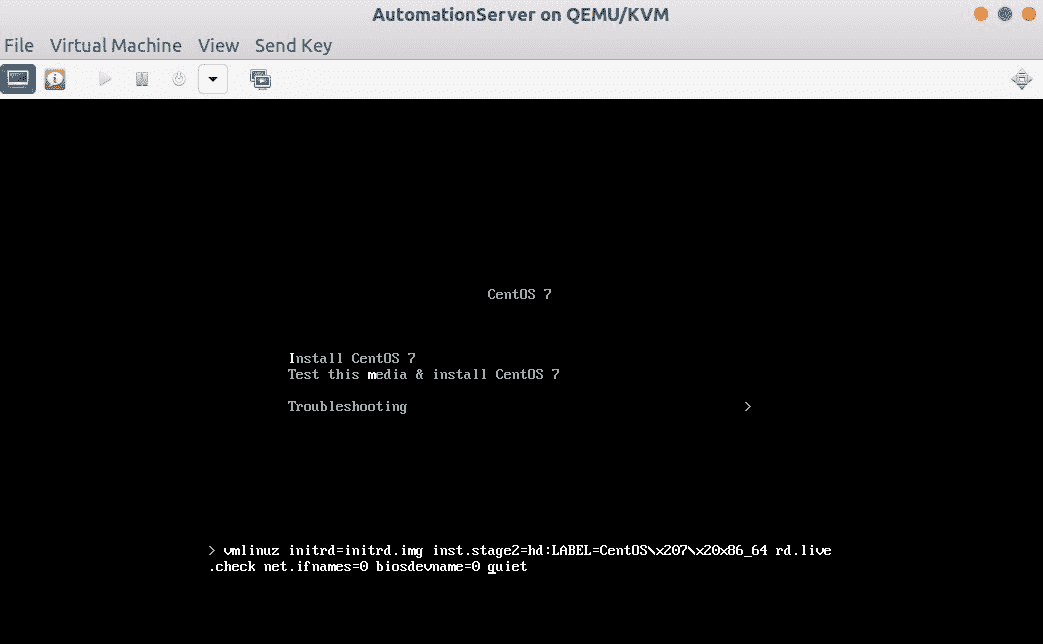 AutomationServer on QEMU/KVM
File Virtual Machine View Send Key
CentOS 7
Install CentOS 7
Test this media & install CentOS 7
Troubleshooting >
> vmlinuz initrd=initrd.img inst.stage2=hd:LABEL=CentOS\x207\x20x86_64 rd.live
.check net.ifnames=0 biosdevname=0 quiet